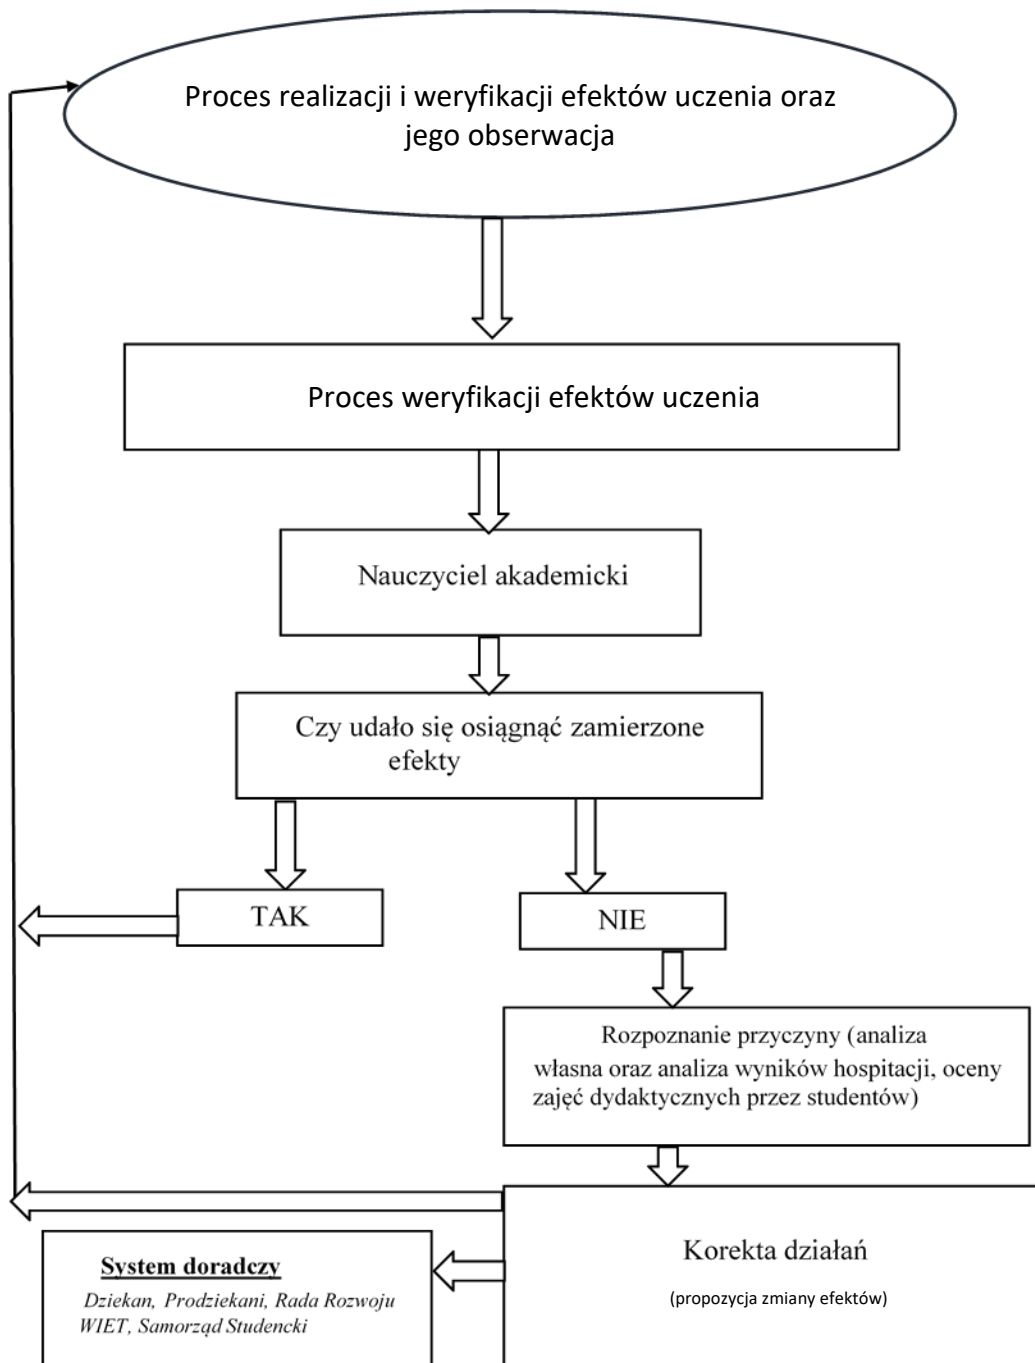 Proces realizacji i weryfikacji efektów uczenia oraz
jego obserwacja
Proces weryfikacji efektów uczenia
Nauczyciel akademicki
Czy udało się osiągnąć zamierzone
efekty
TAK
NIE
Rozpoznanie przyczyny (analiza
własna oraz analiza wyników hospitacji, oceny
zajęć dydaktycznych przez studentów)
Korekta działań
(propozycja zmiany efektów)
System doradczy
Dziekan, Prodziekani, Rada Rozwoju
WIET, Samorząd Studencki